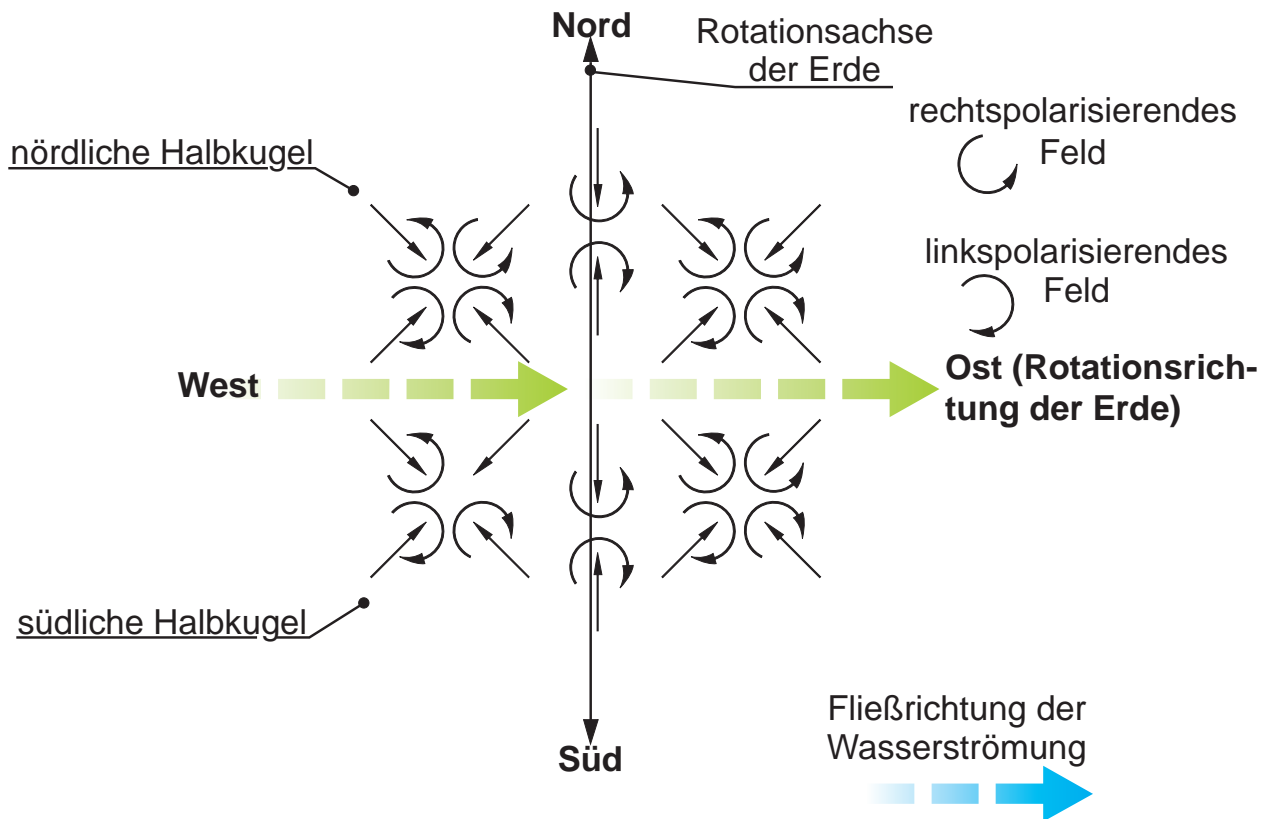 Nord
Rotationsachse
der Erde
rechtspolarisierendes
Feld
nördliche Halbkugel
linkspolarisierendes
Feld
West
Ost (Rotationsrich-
tung der Erde)
südliche Halbkugel
Fließrichtung der
Wasserströmung
Süd